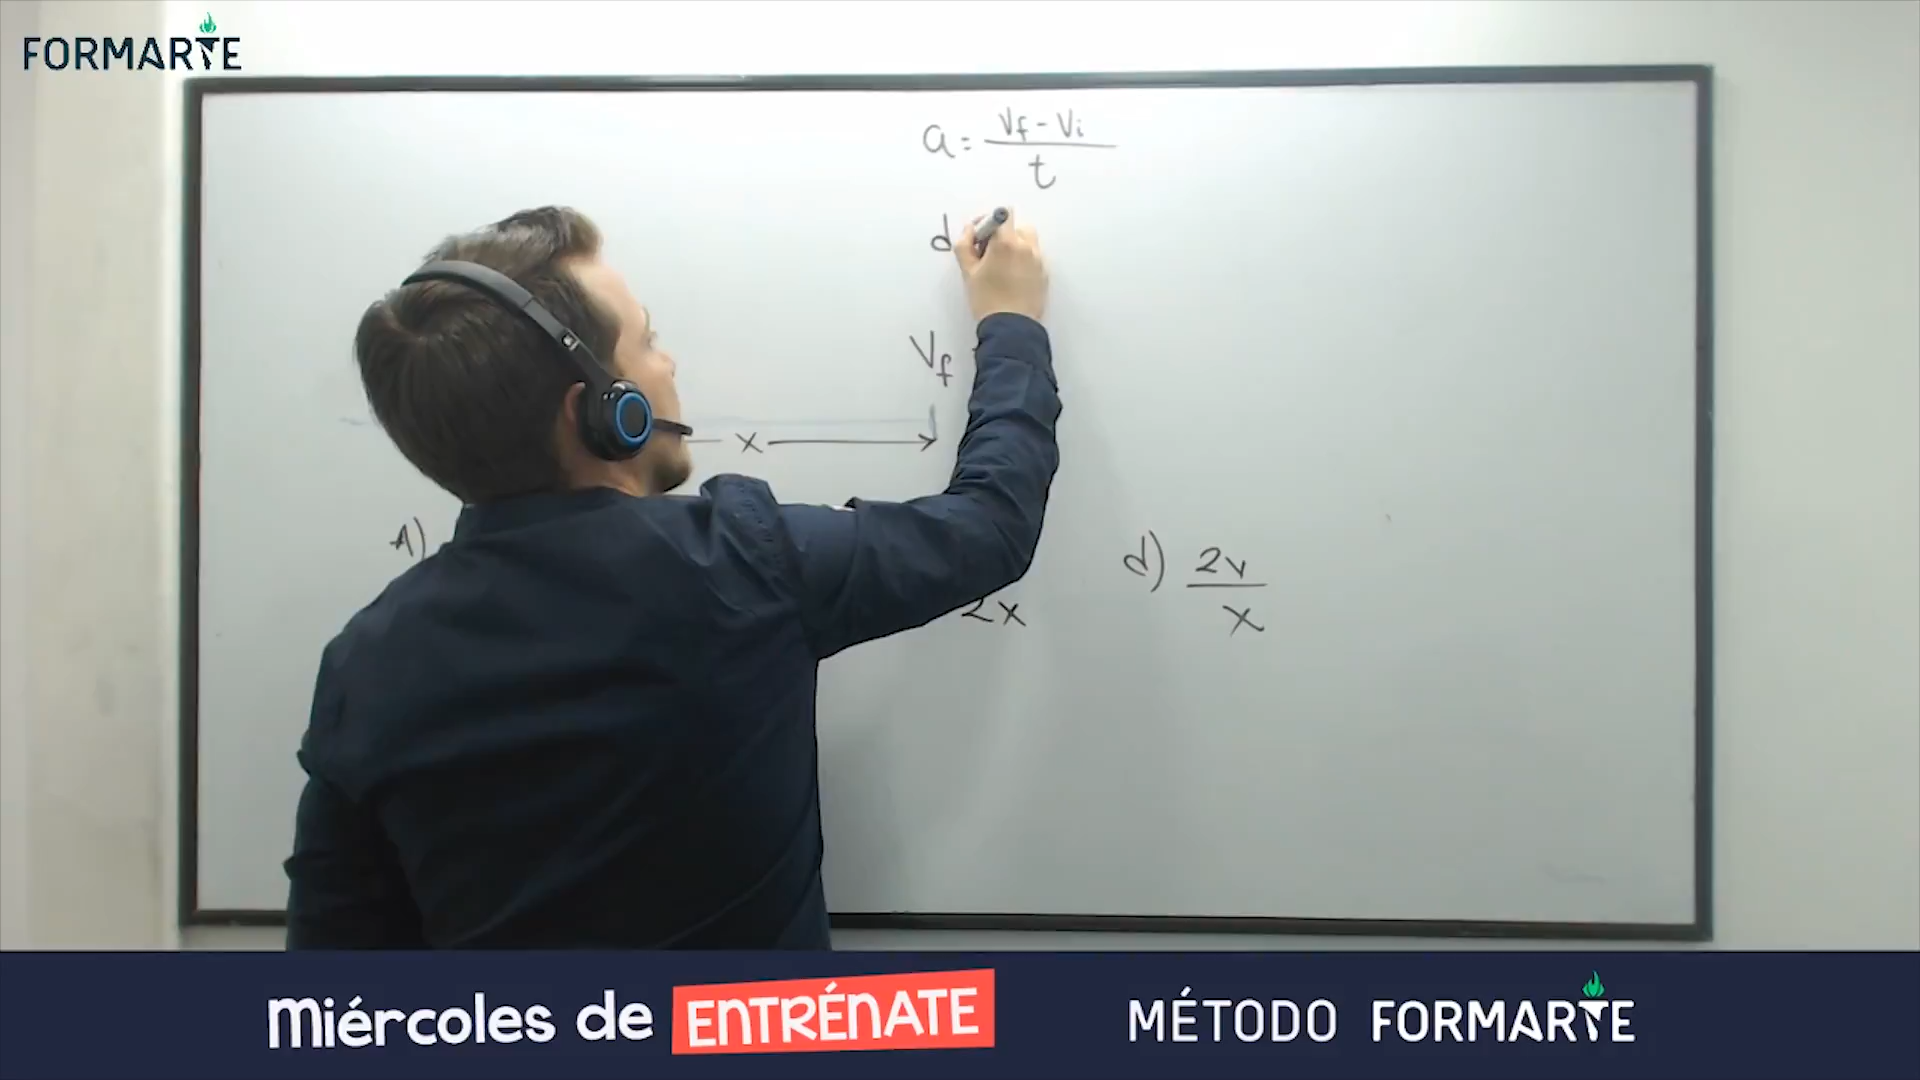 FORMARTE
a = Vf - Vi
t
d
Vf
x
A)
2x
d) 2v
x
Miércoles de ENTRÉNATE
MÉTODO FORMARTE